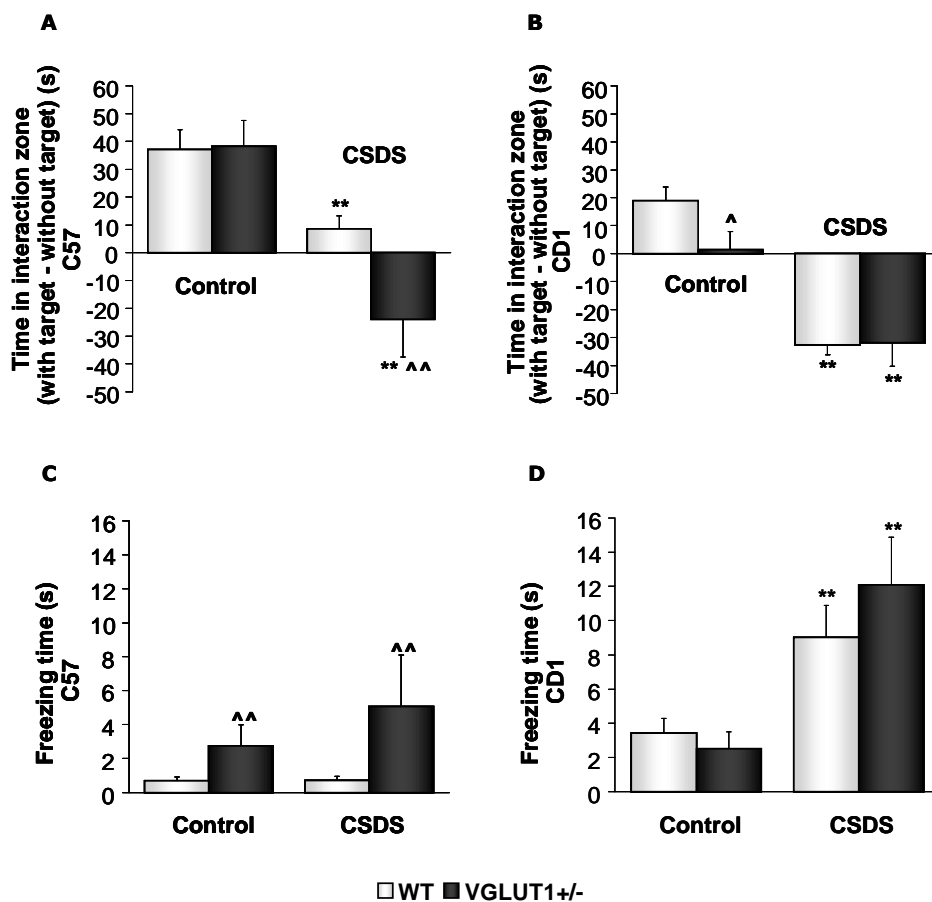 A
Time in interaction zone
(with target - without target) (s)
C57
60
50
40
30
20
10
0
-10
-20
-30
-40
-50
CSDS
**
Control
** ^^
B
Time in interaction zone
(with target - without target) (s)
CD1
60
50
40
30
20
10
0
-10
-20
-30
-40
-50
^
CSDS
Control
**
**
C
Freezing time (s)
C57
16
14
12
10
8
6
4
2
0
^^
^^
Control
CSDS
D
Freezing time (s)
CD1
16
14
12
10
8
6
4
2
0
**
**
Control
CSDS
WT VGLUT1+/-